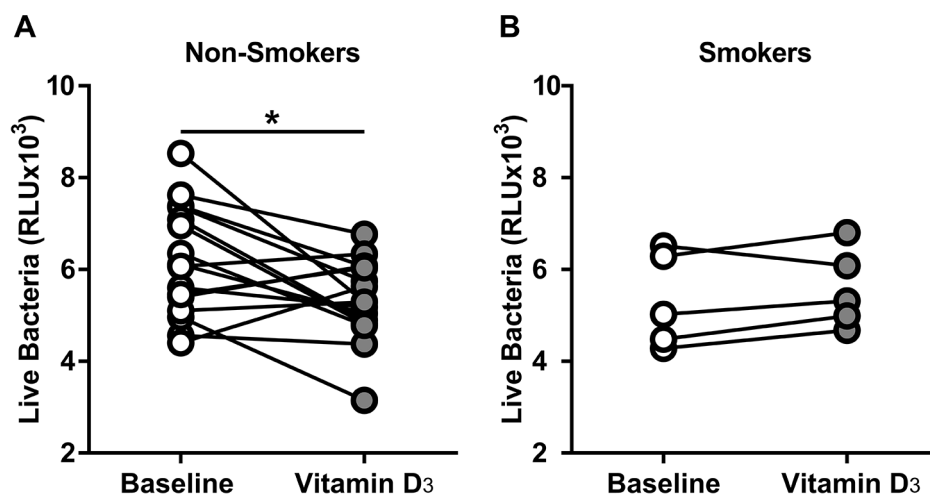 A
Non-Smokers
Live Bacteria (RLUx10³)
10
8
6
4
2
*
Baseline
Vitamin D3
B
Smokers
Live Bacteria (RLUx10³)
10
8
6
4
2
Baseline
Vitamin D3